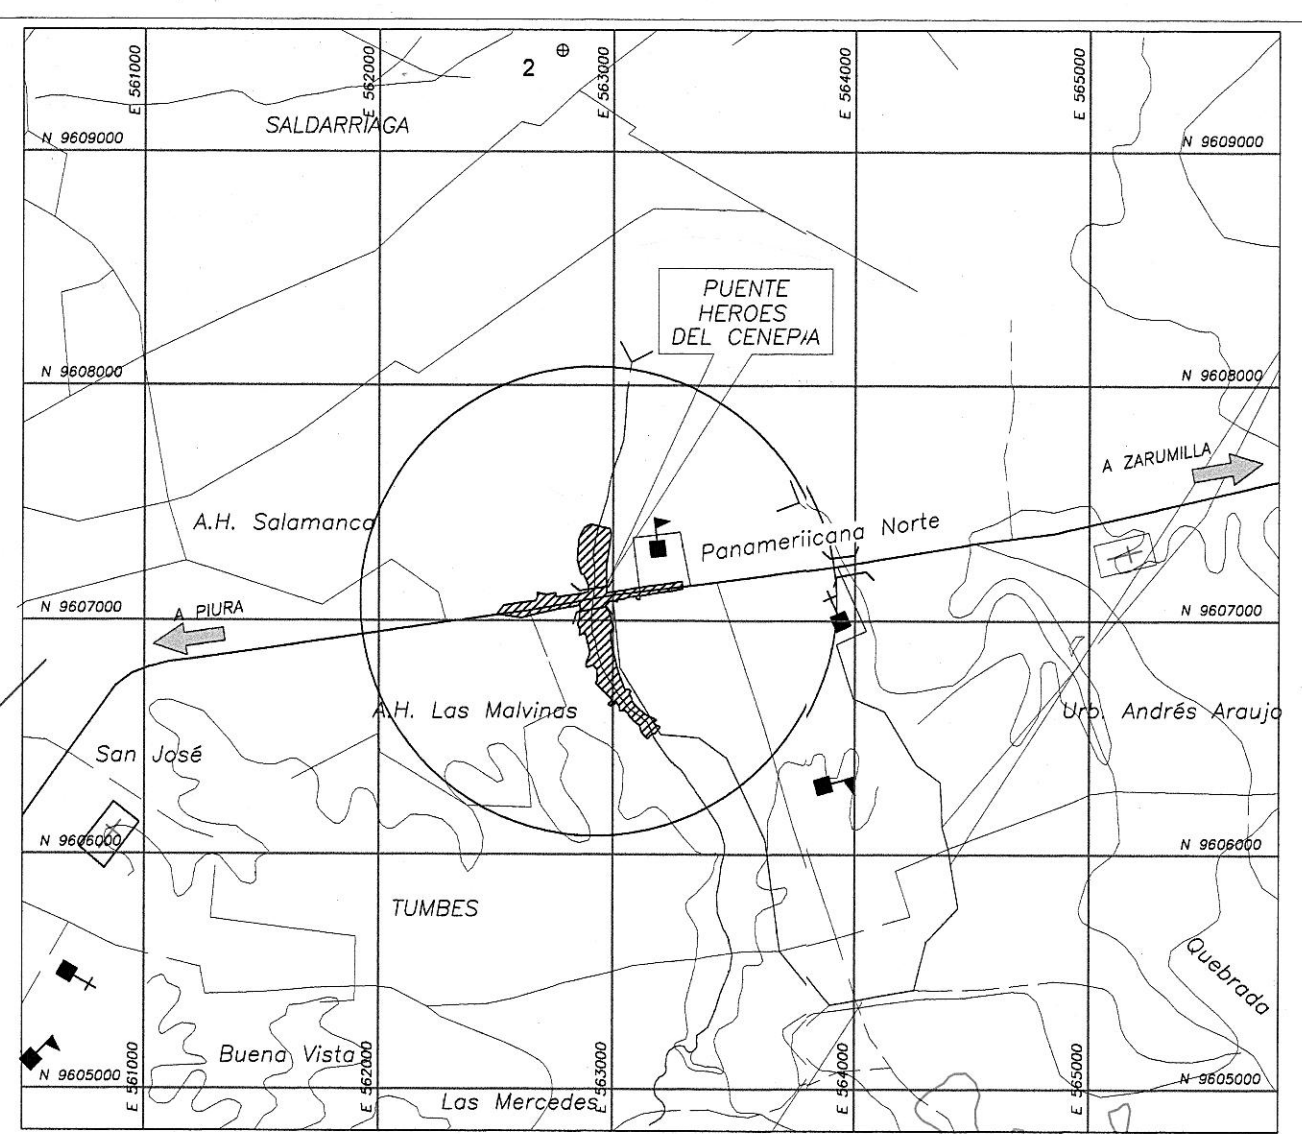 E 561000
E 562000
2
E 563000
E 564000
E 565000
SALDARRIAGA
N 9609000
N 9609000
PUENTE
HEROES
DEL CENEPA
N 9608000
N 9608000
A ZARUMILLA
A.H. Salamanca
Panameriicana Norte
N 9607000
A PIURA
N 9607000
A.H. Las Malvinas
Urb. Andrés Araujo
San José
N 9606000
N 9606000
TUMBES
Quebrada
Buena Vista
N 9605000
N 9605000
Las Mercedes
E 561000
E 562000
E 563000
E 564000
E 565000